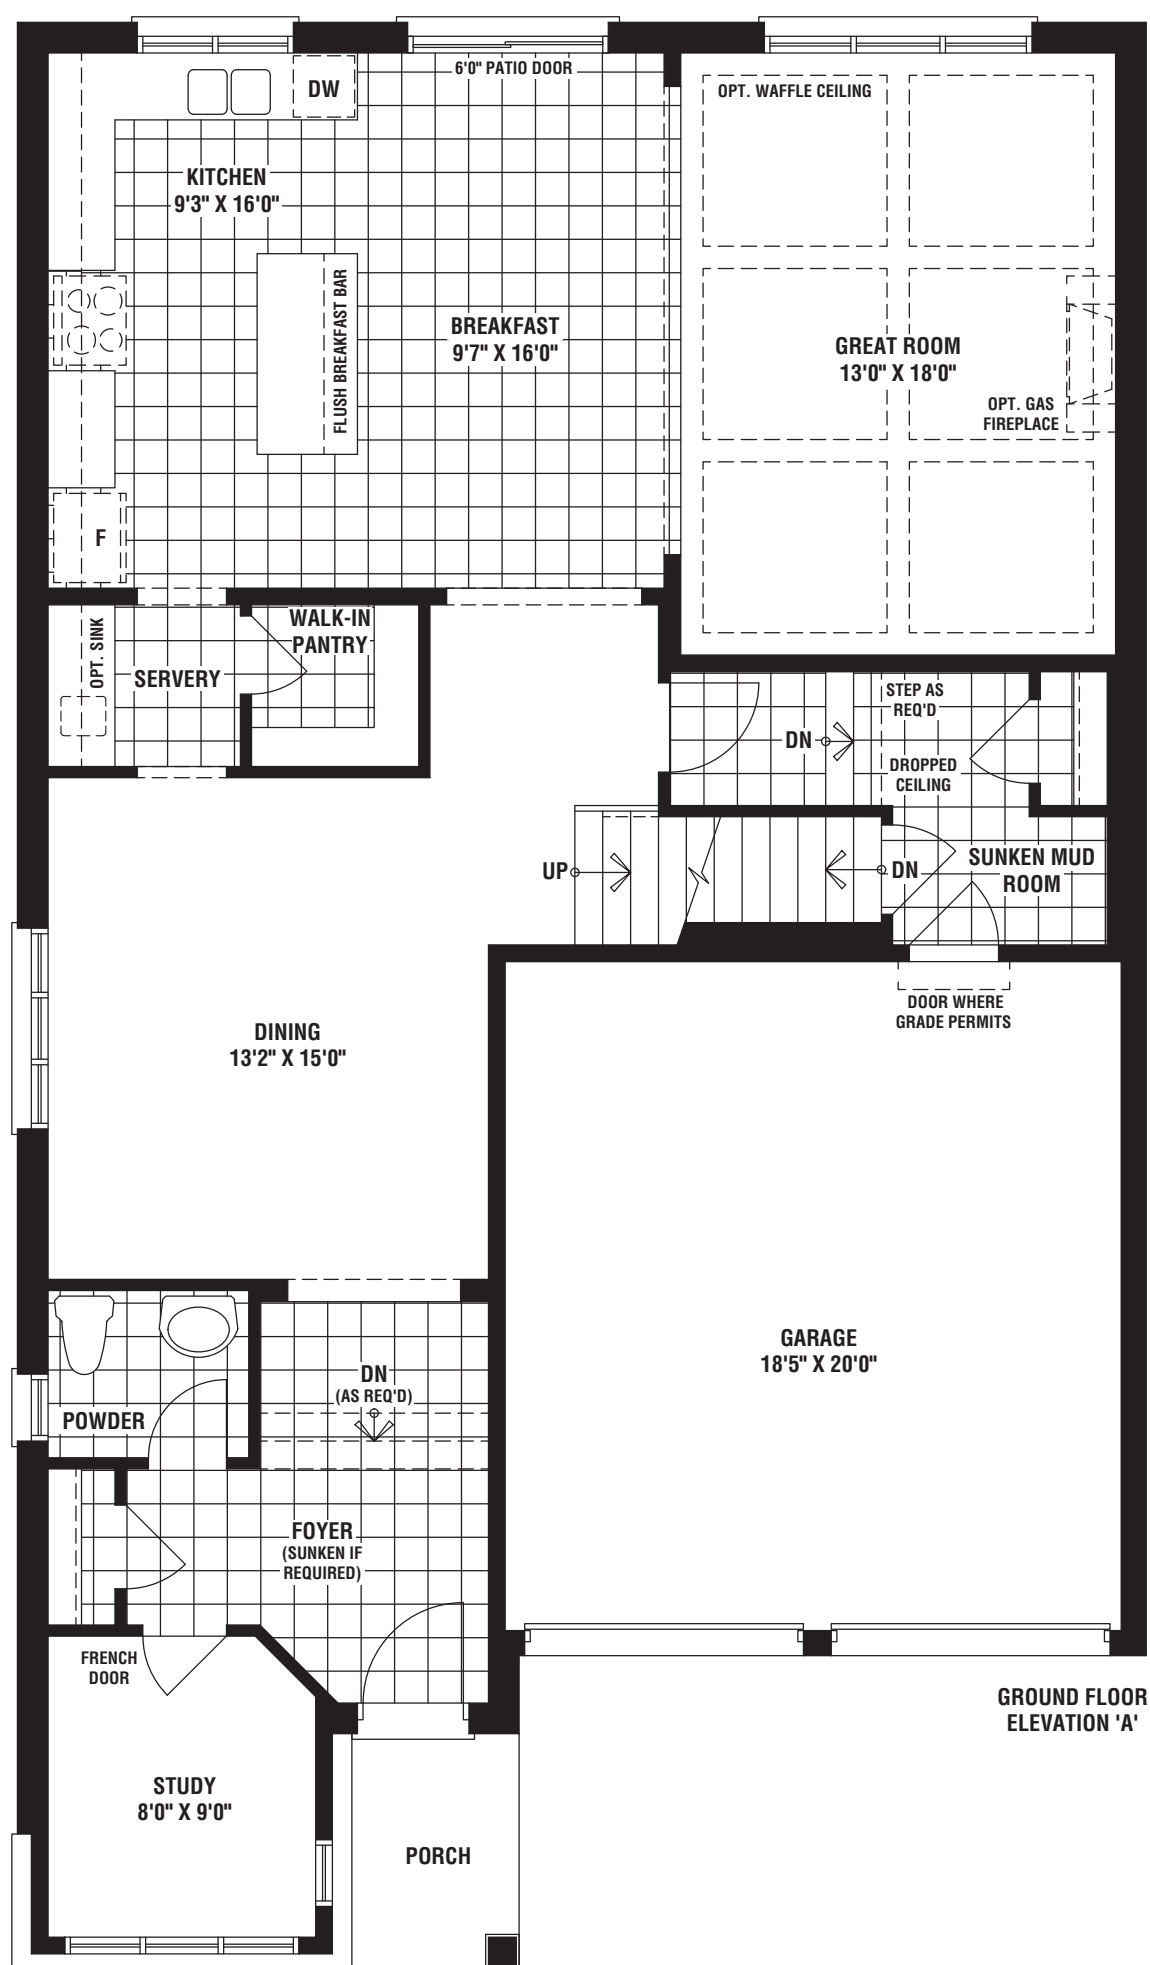 6'0" PATIO DOOR
DW
OPT. WAFFLE CEILING
KITCHEN
9'3" X 16'0"
FLUSH BREAKFAST BAR
BREAKFAST
9'7" X 16'0"
GREAT ROOM
13'0" X 18'0"
OPT. GAS
FIREPLACE
F
OPT. SINK
SERVERY
WALK-IN
PANTRY
STEP AS
REQ'D
DN
DROPPED
CEILING
UP
DN
SUNKEN MUD
ROOM
DOOR WHERE
GRADE PERMITS
DINING
13'2" X 15'0"
GARAGE
18'5" X 20'0"
DN
(AS REQ'D)
POWDER
FOYER
(SUNKEN IF
REQUIRED)
FRENCH
DOOR
GROUND FLOOR
ELEVATION 'A'
STUDY
8'0" X 9'0"
PORCH